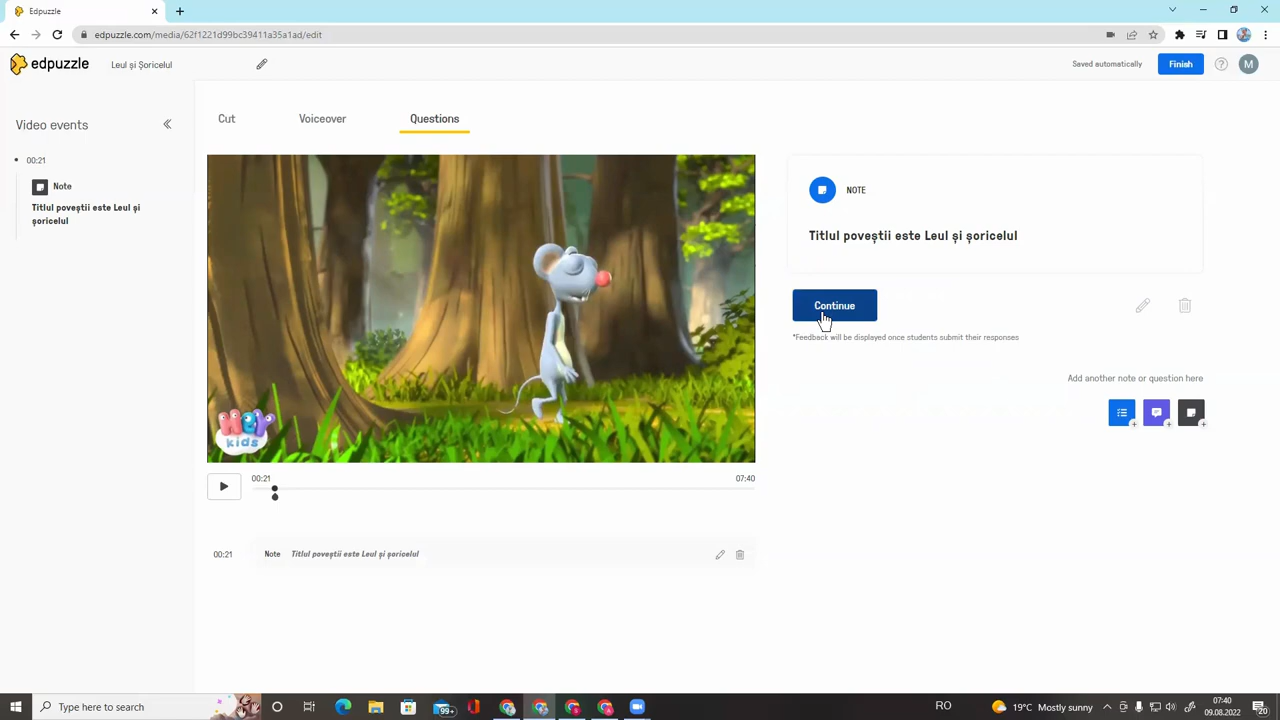 Edpuzzle
edpuzzle.com/media/62f1221d99bc39411a35a1ad/edit
edpuzzle
Leul și Șoricelul
Saved automatically
Finish
?
M
Video events
Cut
Voiceover
Questions
00:21
Note
Titlul poveștii este Leul și
șoricelul
NOTE
Titlul poveștii este Leul și șoricelul
Continue
*Feedback will be displayed once students submit their responses
Add another note or question here
HeY
kids
00:21
07:40
00:21
Note
Titlul poveștii este Leul și șoricelul
Type here to search
99+
RO
19°C Mostly sunny
07:40
09.08.2022